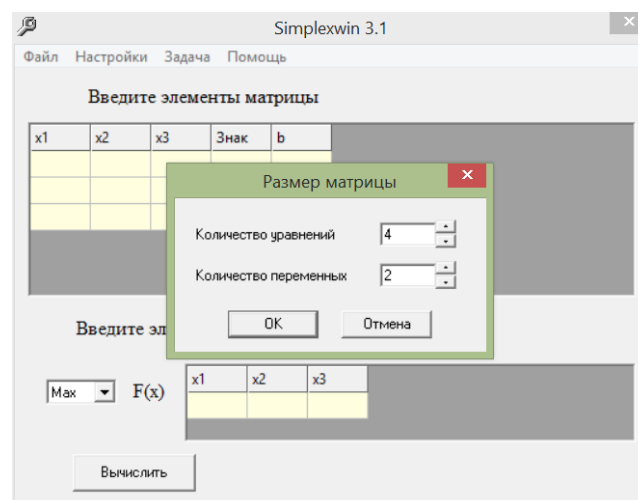 Simplexwin 3.1
Файл Настройки Задача Помощь
Введите элементы матрицы
x1 x2 x3 Знак b
Размер матрицы
Количество уравнений 4
Количество переменных 2
OK Отмена
Введите
x1 x2 x3
Max F(x)
Вычислить